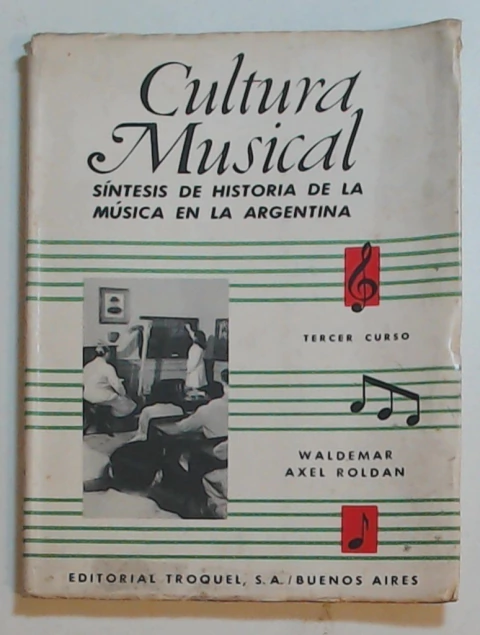 Cultura
Musical
SÍNTESIS DE HISTORIA DE LA
MÚSICA EN LA ARGENTINA
TERCER CURSO
WALDEMAR
AXEL ROLDAN
EDITORIAL TROQUEL, S.A./BUENOS AIRES